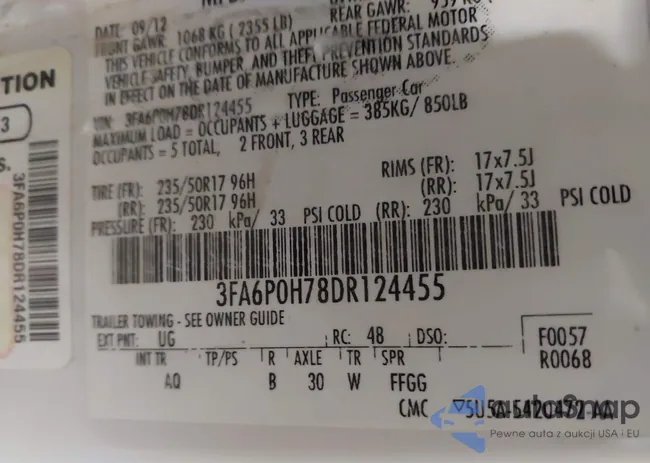 DATE: 09/12
REAR GAWR:
FRONT GAWR: 1068 KG ( 2355 LB)
THIS VEHICLE CONFORMS TO ALL APPLICABLE FEDERAL MOTOR
VEHICLE SAFETY, BUMPER, AND THEFT PREVENTION STANDARDS
IN EFFECT ON THE DATE OF MANUFACTURE SHOWN ABOVE.
VIN: 3FA6P0H78DR124455 TYPE: Passenger Car
MAXIMUM LOAD = OCCUPANTS + LUGGAGE = 385KG/ 850LB
OCCUPANTS = 5 TOTAL, 2 FRONT, 3 REAR
TIRE (FR): 235/50R17 96H RIMS (FR): 17x7.5J
(RR): 235/50R17 96H (RR): 17x7.5J
PRESSURE (FR): 230 kPa/ 33 PSI COLD (RR): 230 kPa/ 33 PSI COLD
3FA6P0H78DR124455
TRAILER TOWING - SEE OWNER GUIDE
EXT PNT: UG RC: 48 DSO: F0057
R0068
INT TR TP/PS R AXLE TR SPR
AQ B 30 W FFGG
CMC
TION
3
S.
3FA6P0H78DR124455
autoSnap
Pewne auta z aukcji USA i EU